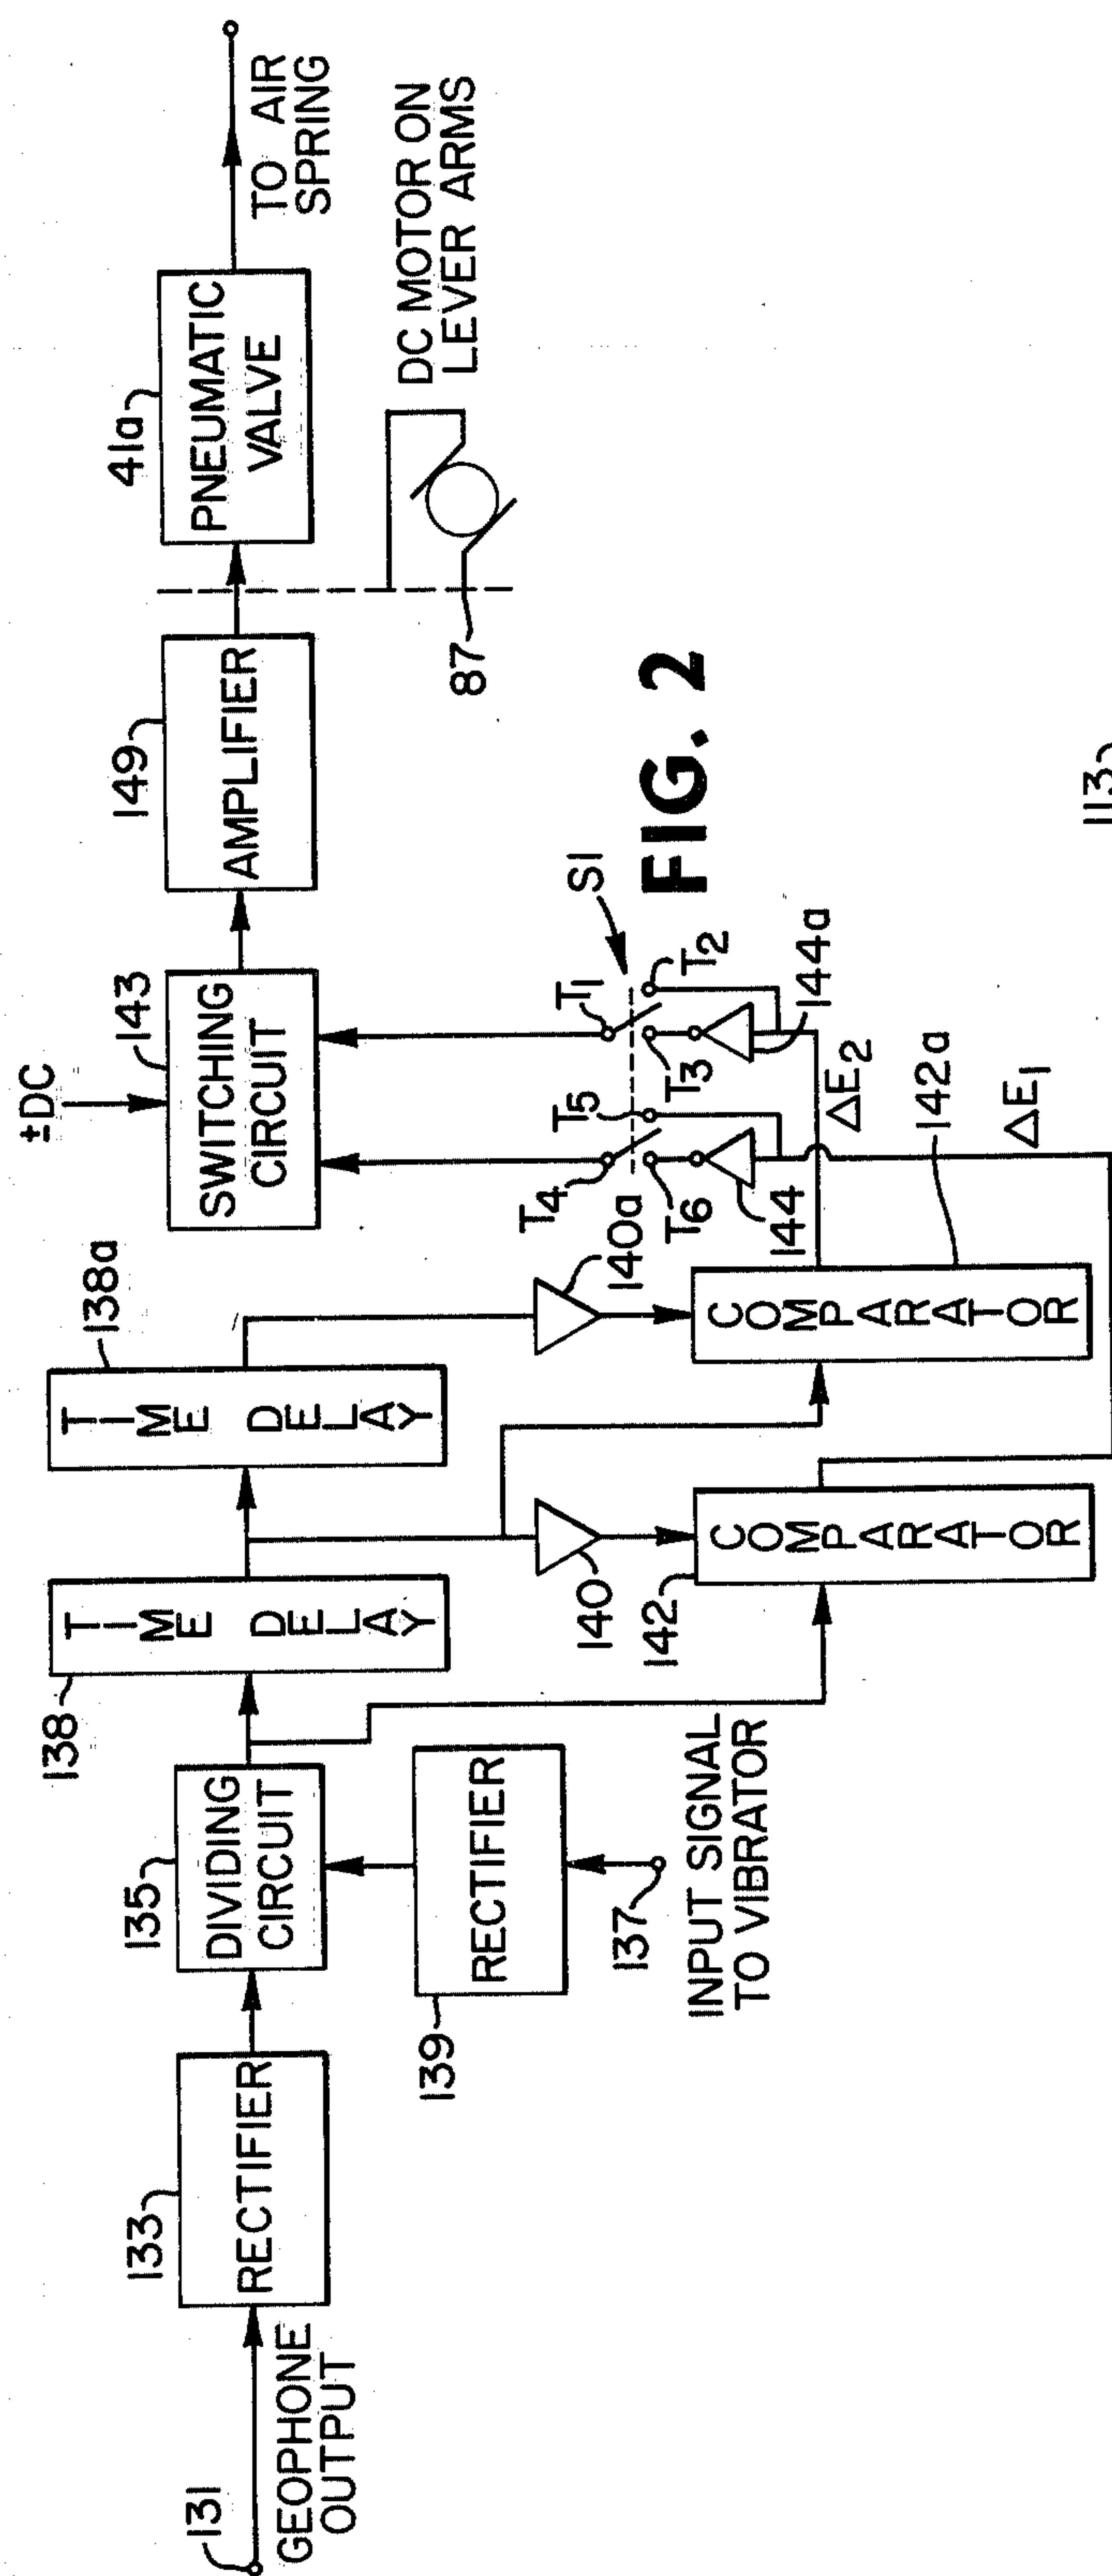 131
GEOPHONE
OUTPUT
133
RECTIFIER
135
DIVIDING
CIRCUIT
139
RECTIFIER
137
INPUT SIGNAL
TO VIBRATOR
138
TIME DELAY
138a
TIME DELAY
140
140a
142
COMPARATOR
142a
COMPARATOR
ΔE1
ΔE2
144
144a
T4
T5
T6
T1
T2
T3
S1
±DC
143
SWITCHING
CIRCUIT
149
AMPLIFIER
41a
PNEUMATIC
VALVE
TO AIR
SPRING
87
DC MOTOR ON
LEVER ARMS
FIG. 2
113